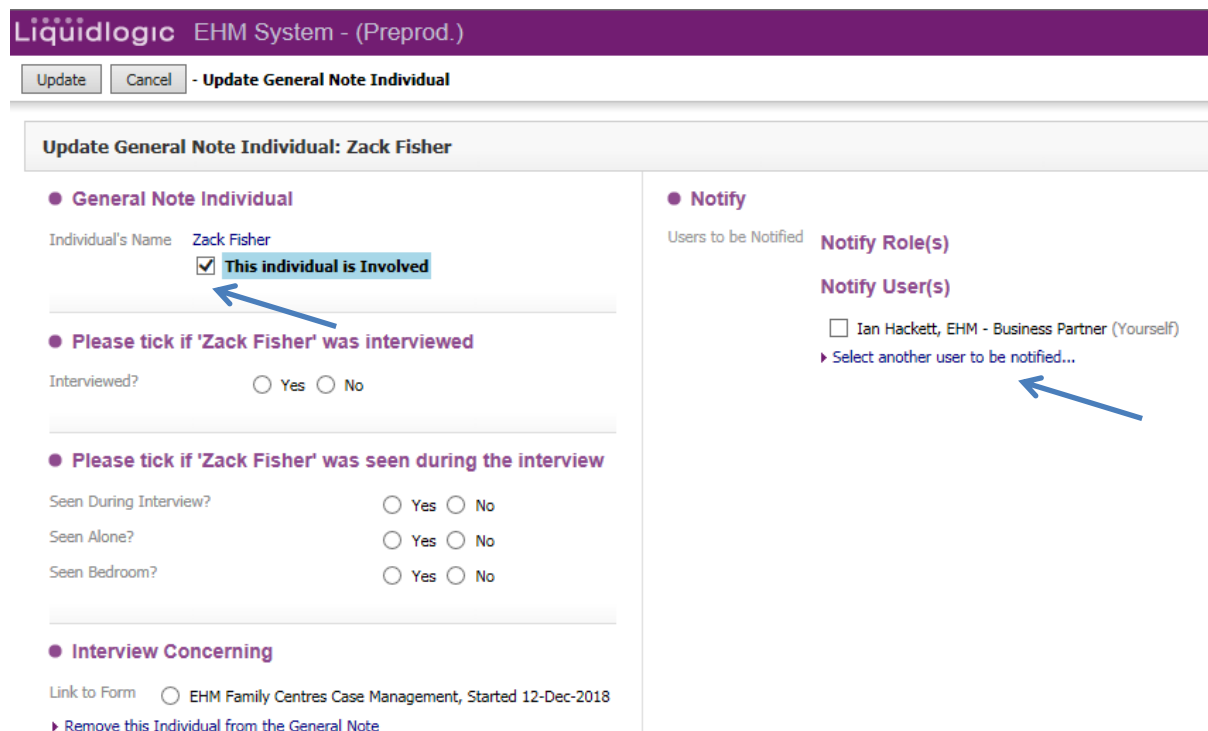 Liquidlogic EHM System - (Preprod.)
Update Cancel - Update General Note Individual
Update General Note Individual: Zack Fisher
General Note Individual
Individual's Name Zack Fisher
This individual is Involved
Please tick if 'Zack Fisher' was interviewed
Interviewed? Yes No
Please tick if 'Zack Fisher' was seen during the interview
Seen During Interview? Yes No
Seen Alone? Yes No
Seen Bedroom? Yes No
Interview Concerning
Link to Form EHM Family Centres Case Management, Started 12-Dec-2018
Remove this Individual from the General Note
Notify
Users to be Notified Notify Role(s)
Notify User(s)
Ian Hackett, EHM - Business Partner (Yourself)
Select another user to be notified...